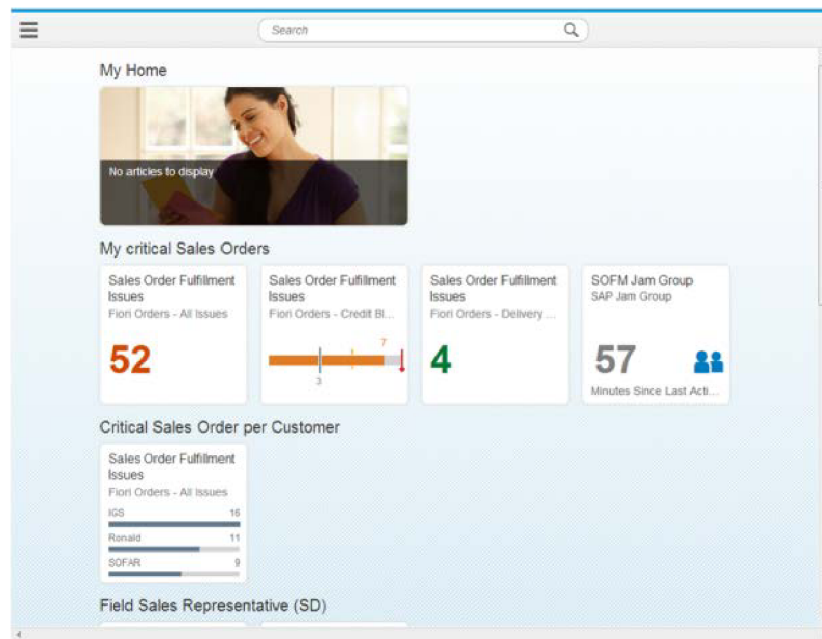 Search
My Home
No articles to display
My critical Sales Orders
Sales Order Fulfillment
Issues
Fiori Orders - All Issues
52
Sales Order Fulfillment
Issues
Fiori Orders - Credit Bl...
7
3
Sales Order Fulfillment
Issues
Fiori Orders - Delivery ...
4
SOFM Jam Group
SAP Jam Group
57
Minutes Since Last Acti...
Critical Sales Order per Customer
Sales Order Fulfillment
Issues
Fiori Orders - All Issues
IGS 16
Ronald 11
SOFAR 9
Field Sales Representative (SD)